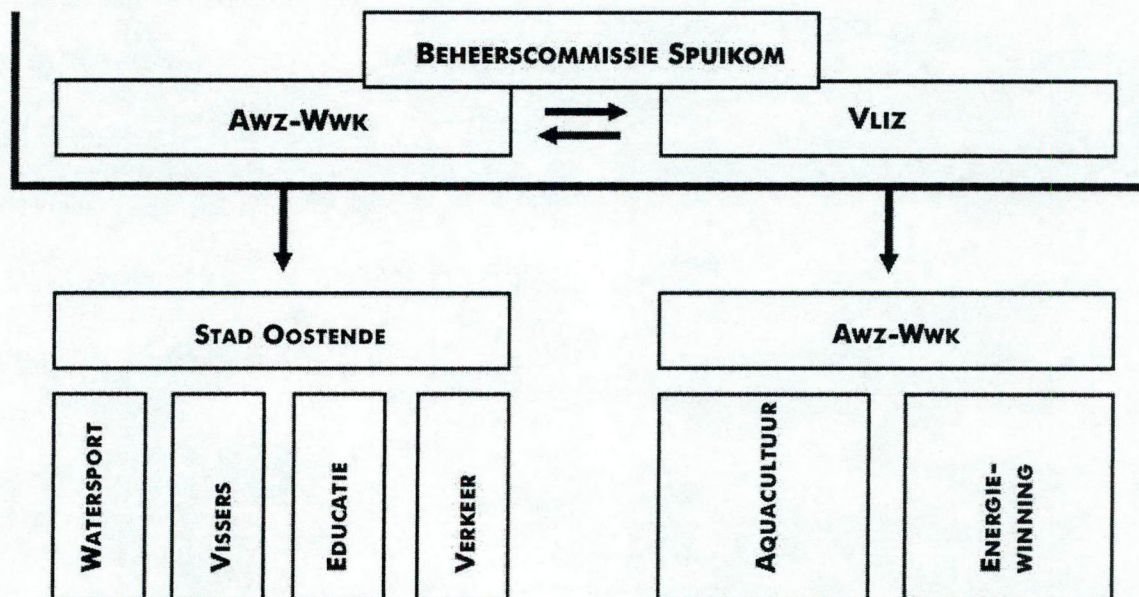 BEHEERSCOMMISSIE SPUIKOM
AWZ-WWK
VLIZ
STAD OOSTENDE
AWZ-WWK
WATERSPORT
VISSERS
EDUCATIE
VERKEER
AQUACULTUUR
ENERGIE-
WINNING